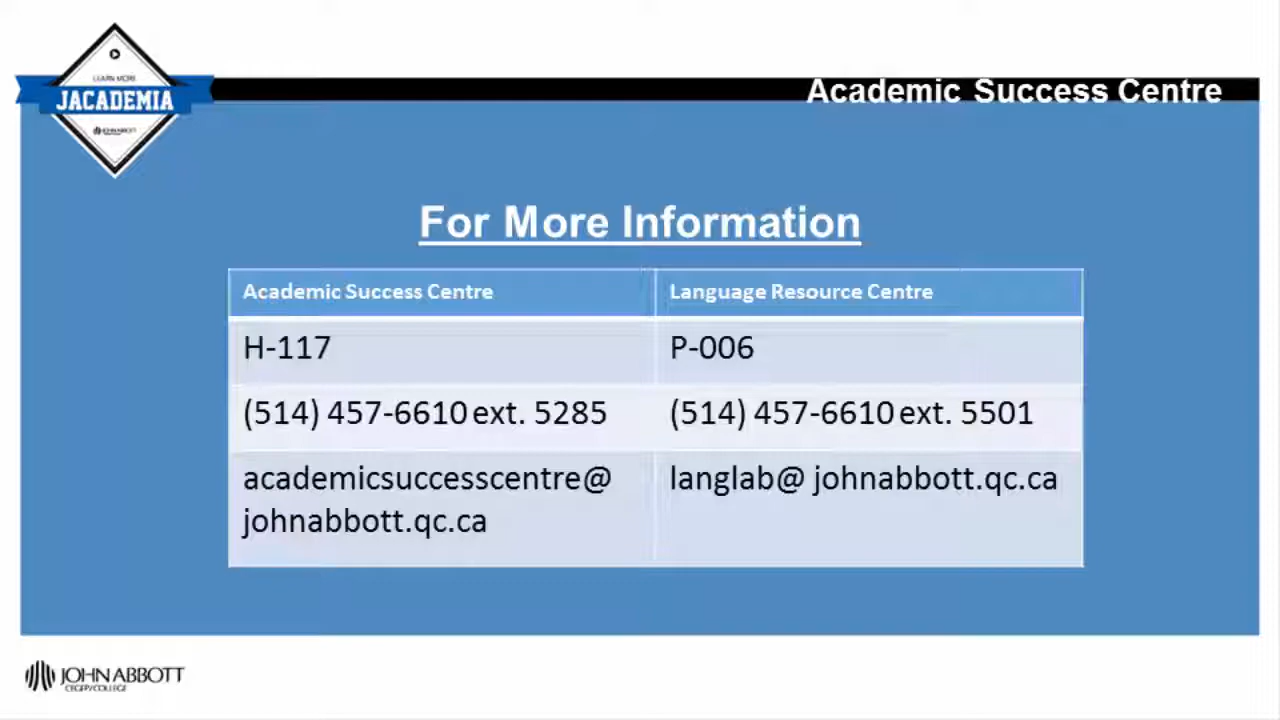 LEARN MORE
JACADEMIA
JOHN ABBOTT
Academic Success Centre
For More Information
Academic Success Centre
Language Resource Centre
H-117
P-006
(514) 457-6610 ext. 5285
(514) 457-6610 ext. 5501
academicsuccesscentre@
johnabbott.qc.ca
langlab@ johnabbott.qc.ca
JOHN ABBOTT
CEGEP/COLLEGE